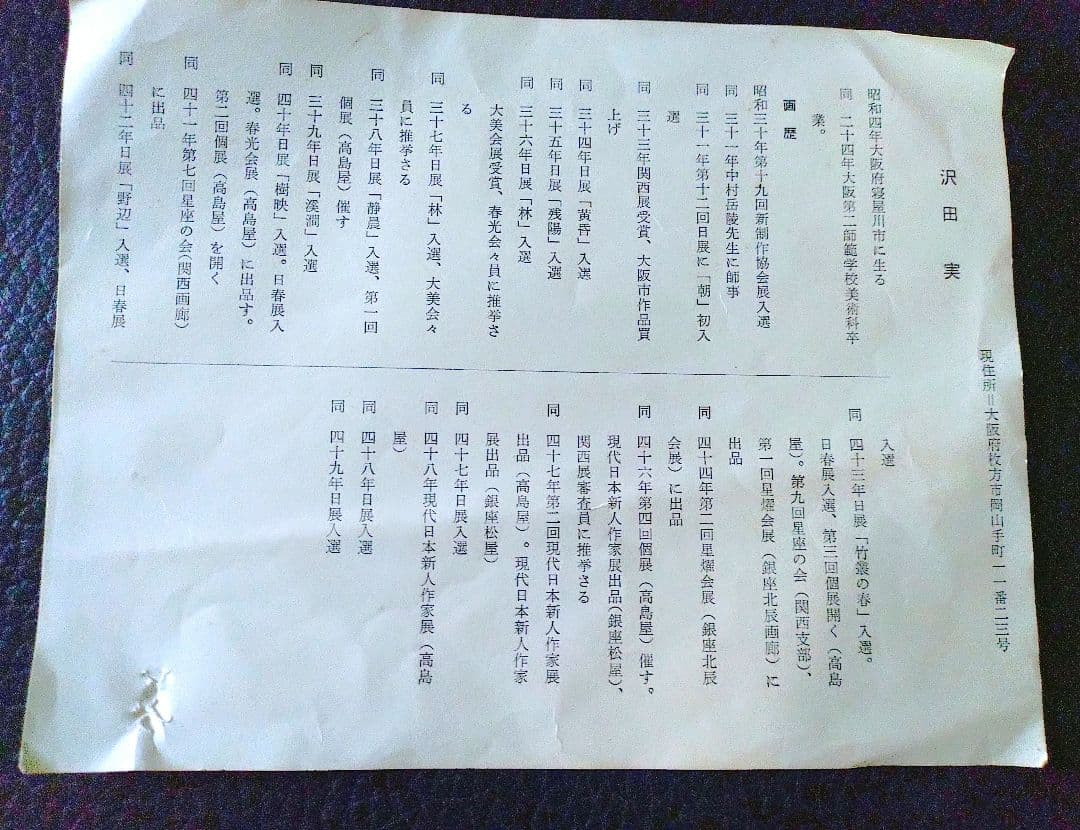 沢田実
現住所＝大阪府枚方市岡山手町一一番二三号
昭和四年大阪府寝屋川市に生る
同 二十四年大阪第二師範学校美術科卒
業。
画歴
昭和三十年第十九回新制作協会展入選
同 三十一年中村岳陵先生に師事
同 三十一年第十二回日展に「朝」初入
選
同 三十三年関西展受賞、大阪市作品買
上げ
同 三十四年日展「黄昏」入選
同 三十五年日展「残陽」入選
同 三十六年日展「林」入選
大美会展受賞、春光会々員に推挙さ
る
同 三十七年日展「林」入選、大美会々
員に推挙さる
同 三十八年日展「静晨」入選、第一回
個展（高島屋）催す
同 三十九年日展「溪澗」入選
同 四十年日展「樹映」入選。日春展入
選。春光会展（高島屋）に出品す。
第二回個展（高島屋）を開く
同 四十一年第七回星座の会（関西画廊）
に出品
同 四十二年日展「野辺」入選、日春展
入選
同 四十三年日展「竹叢の春」入選。
日春展入選、第三回個展開く（高島
屋）。第九回星座の会（関西支部）、
第一回星燿会展（銀座北辰画廊）に
出品
同 四十四年第二回星燿会展（銀座北辰
会展）に出品
同 四十六年第四回個展（高島屋）催す。
現代日本新人作家展出品（銀座松屋）、
関西展審査員に推挙さる
同 四十七年第二回現代日本新人作家展
出品（高島屋）。現代日本新人作家
展出品（銀座松屋）
同 四十七年日展入選
同 四十八年現代日本新人作家展（高島
屋）
同 四十八年日展入選
同 四十九年日展入選